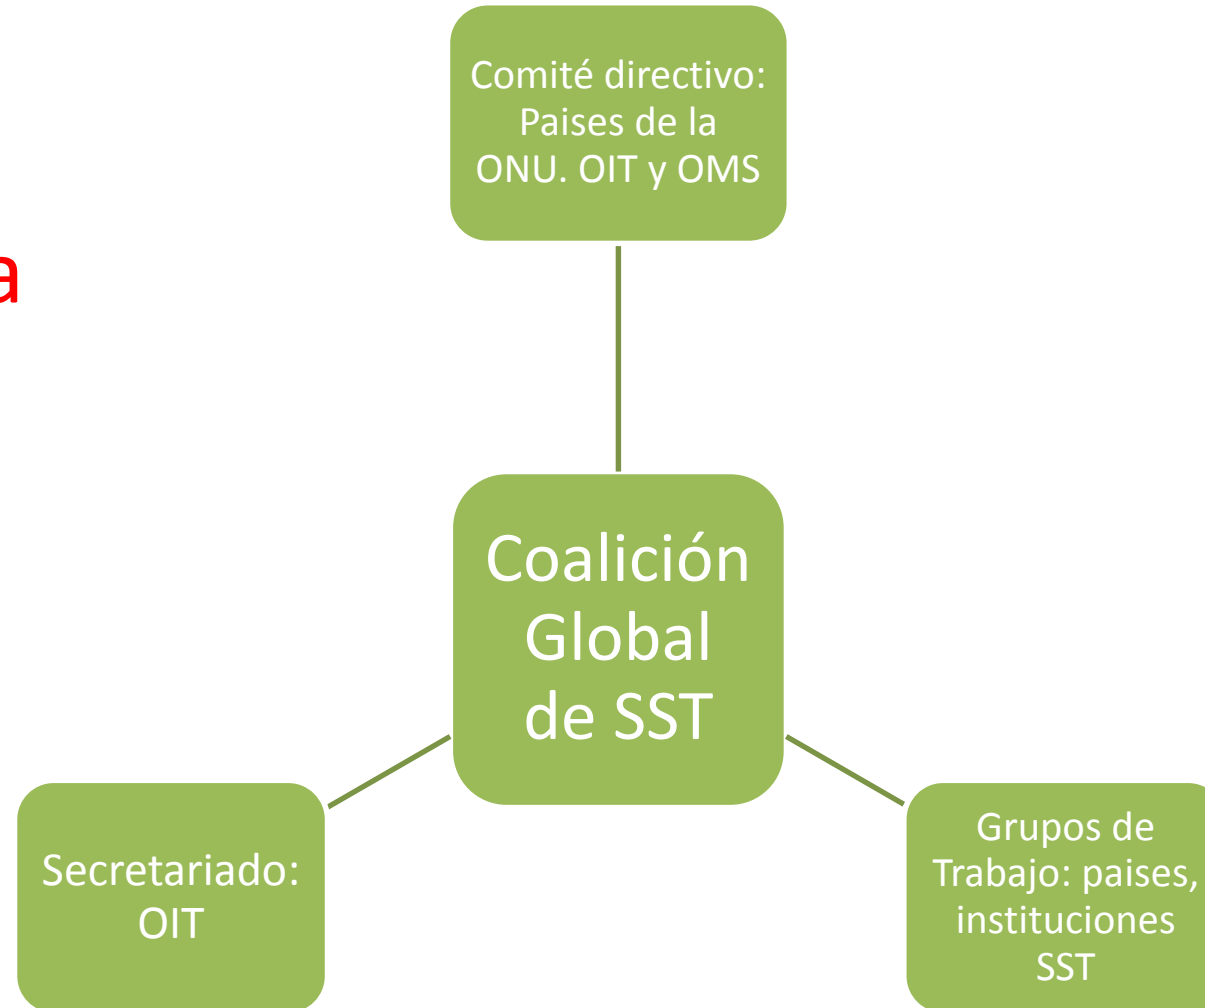 Comité directivo:
Paises de la
ONU. OIT y OMS
a
Coalición
Global
de SST
Secretariado:
OIT
Grupos de
Trabajo: paises,
instituciones
SST